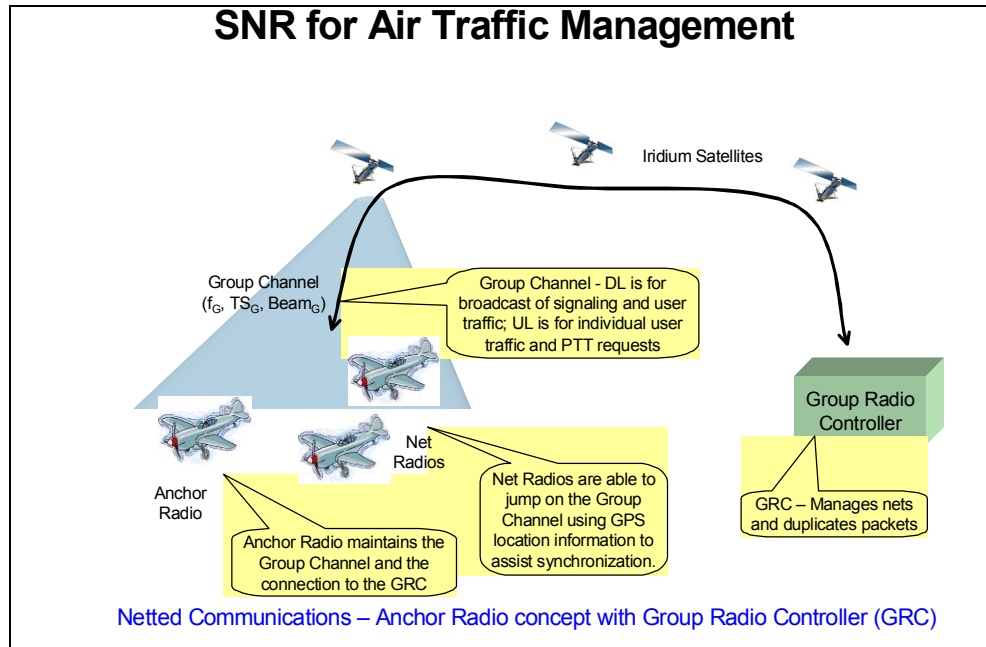 SNR for Air Traffic Management
Iridium Satellites
Group Channel
(fG, TSG, BeamG)
Group Channel - DL is for
broadcast of signaling and user
traffic; UL is for individual user
traffic and PTT requests
Group Radio
Controller
Net
Radios
Anchor
Radio
Net Radios are able to
jump on the Group
Channel using GPS
location information to
assist synchronization.
GRC – Manages nets
and duplicates packets
Anchor Radio maintains the
Group Channel and the
connection to the GRC
Netted Communications – Anchor Radio concept with Group Radio Controller (GRC)